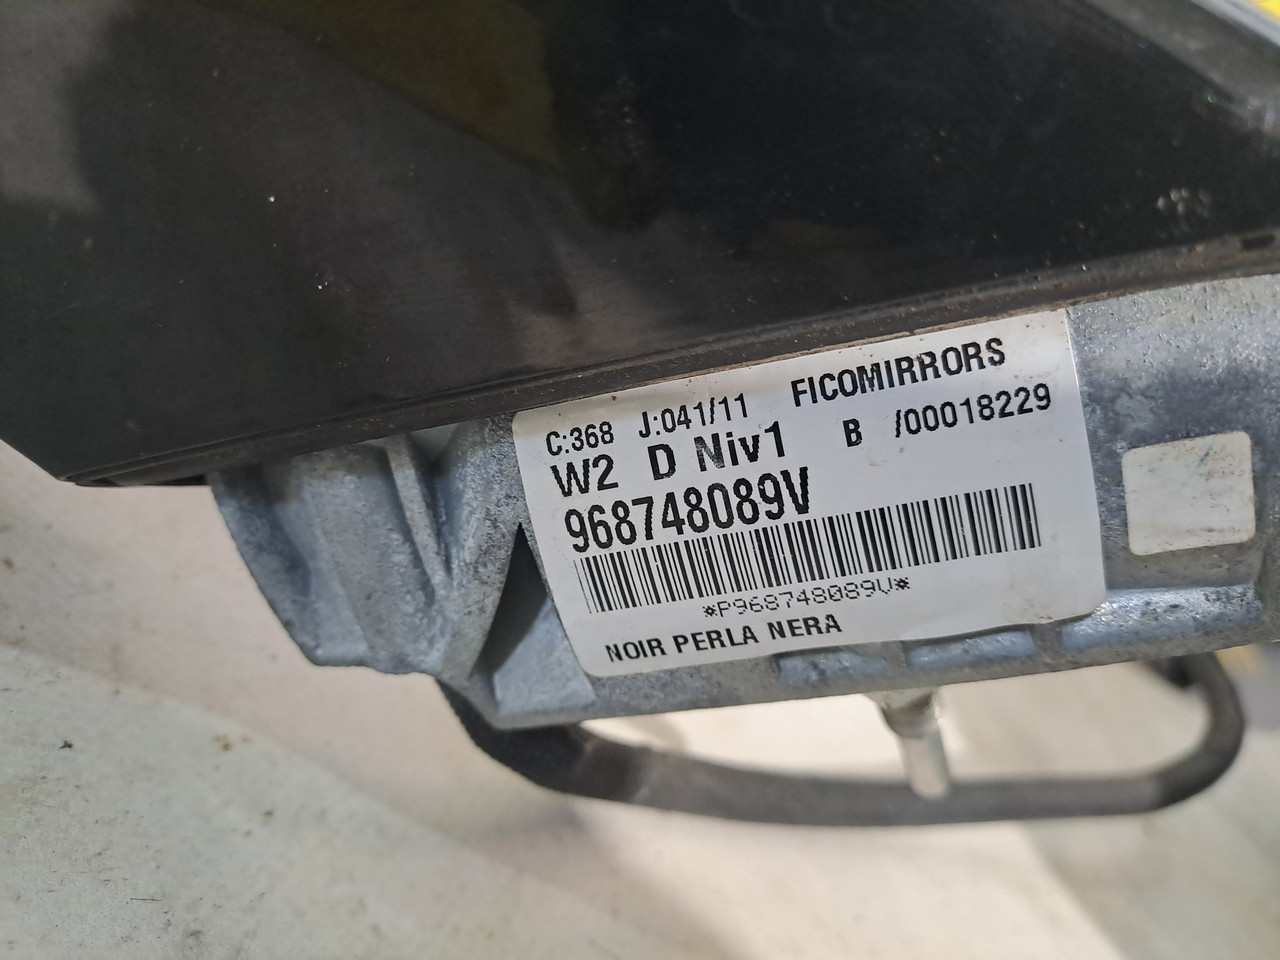 C:368 J:041/11 FICOMIRRORS
W2 D Niv1 B /00018229
968748089V
*P968748089V*
NOIR PERLA NERA